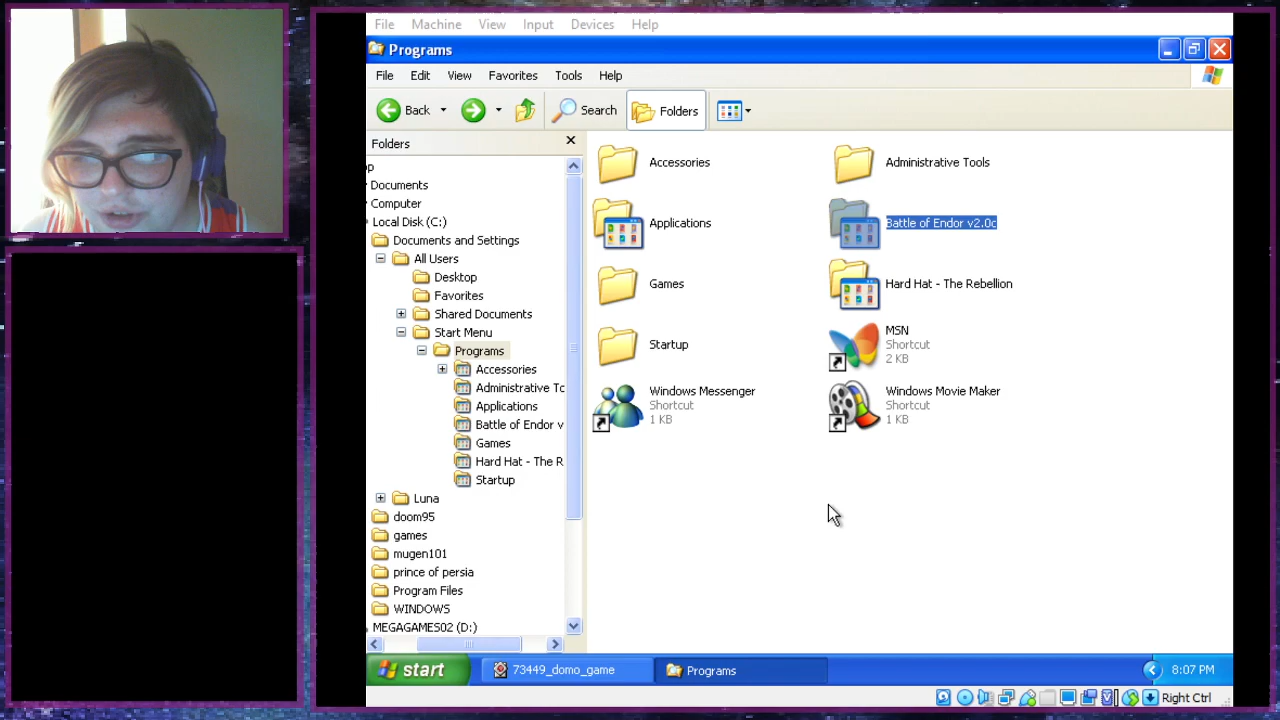 File Machine View Input Devices Help
Programs
File Edit View Favorites Tools Help
Back Search Folders
Folders
op
Documents
Computer
Local Disk (C:)
Documents and Settings
All Users
Desktop
Favorites
Shared Documents
Start Menu
Programs
Accessories
Administrative Tc
Applications
Battle of Endor v
Games
Hard Hat - The R
Startup
Luna
doom95
games
mugen101
prince of persia
Program Files
WINDOWS
MEGAGAMES02 (D:)
Accessories
Administrative Tools
Applications
Battle of Endor v2.0c
Games
Hard Hat - The Rebellion
Startup
MSN
Shortcut
2 KB
Windows Messenger
Shortcut
1 KB
Windows Movie Maker
Shortcut
1 KB
start 73449_domo_game Programs 8:07 PM
Right Ctrl